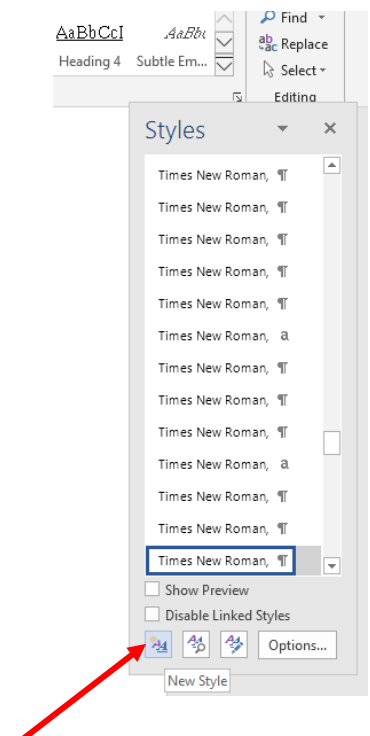 Find
AaBbCcI AaBb
Replace
Heading 4 Subtle Em...
Select
Editing
Styles
Times New Roman, ¶
Times New Roman, ¶
Times New Roman, ¶
Times New Roman, ¶
Times New Roman, ¶
Times New Roman, a
Times New Roman, ¶
Times New Roman, ¶
Times New Roman, ¶
Times New Roman, a
Times New Roman, ¶
Times New Roman, ¶
Times New Roman, ¶
Show Preview
Disable Linked Styles
Options...
New Style